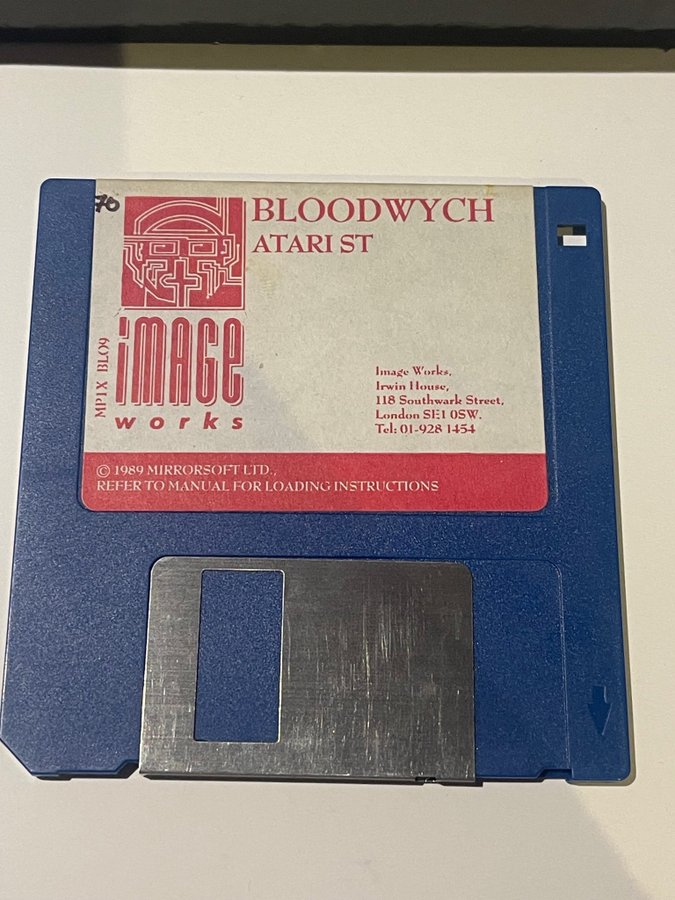 70
BLOODWYCH
ATARI ST
IMAGE
works
MP1X BLO9
Image Works,
Irwin House,
118 Southwark Street,
London SE1 0SW.
Tel: 01-928 1454
© 1989 MIRRORSOFT LTD.,
REFER TO MANUAL FOR LOADING INSTRUCTIONS